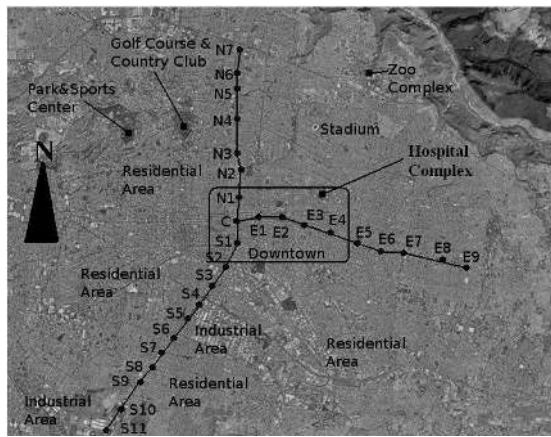 N7
Golf Course &
Country Club
N6
Zoo
Complex
N5
Park&Sports
Center
N4
Stadium
N
N3
Hospital
Complex
Residential
Area
N2
N1
C
E1
E2
E3
E4
E5
E6
E7
E8
E9
S1
Downtown
S2
Residential
Area
S3
S4
S5
Industrial
Area
S6
Residential
Area
S7
S8
Residential
Area
S9
Industrial
Area
S10
S11